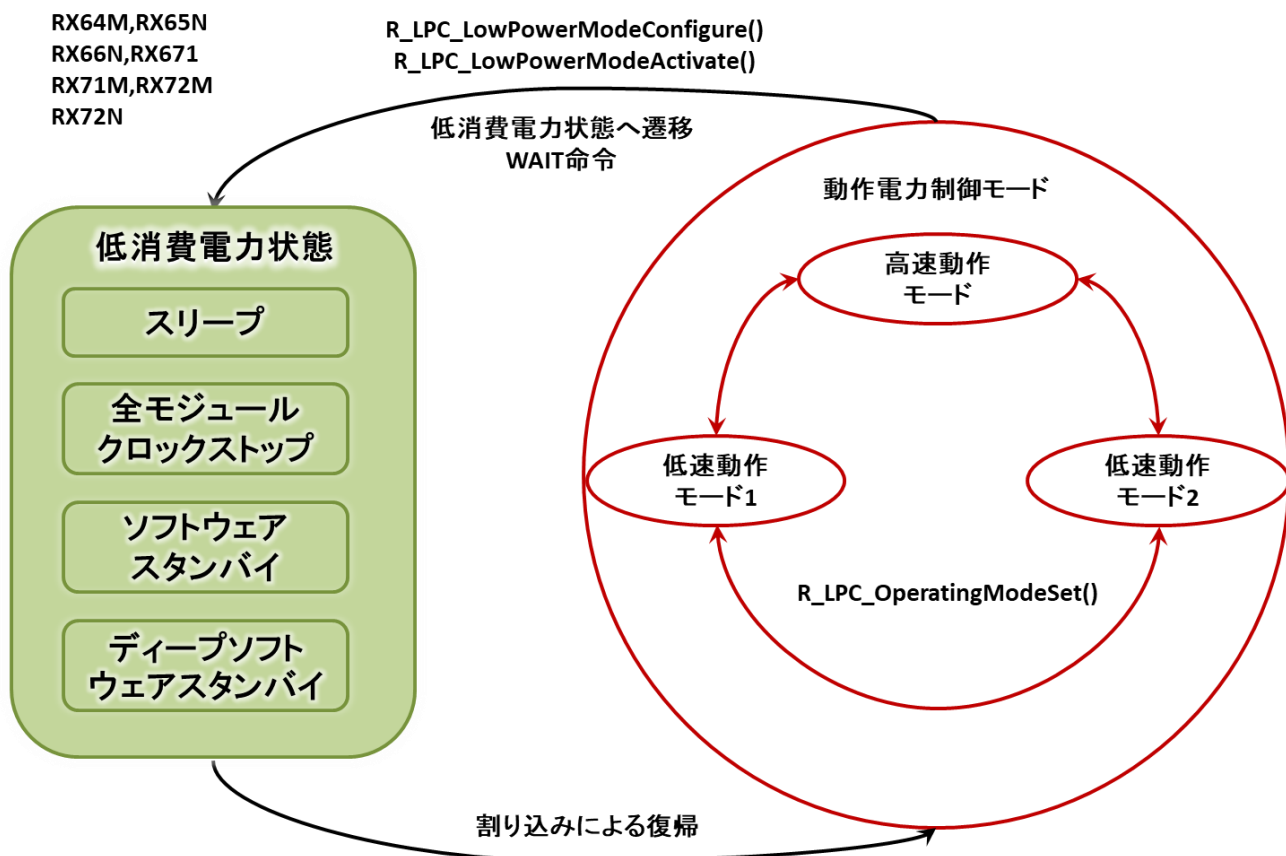 RX64M,RX65N
RX66N,RX671
RX71M,RX72M
RX72N
R_LPC_LowPowerModeConfigure()
R_LPC_LowPowerModeActivate()
低消費電力状態へ遷移
WAIT命令
低消費電力状態
スリープ
全モジュール
クロックストップ
ソフトウェア
スタンバイ
ディープソフト
ウェアスタンバイ
動作電力制御モード
高速動作
モード
低速動作
モード1
低速動作
モード2
R_LPC_OperatingModeSet()
割り込みによる復帰